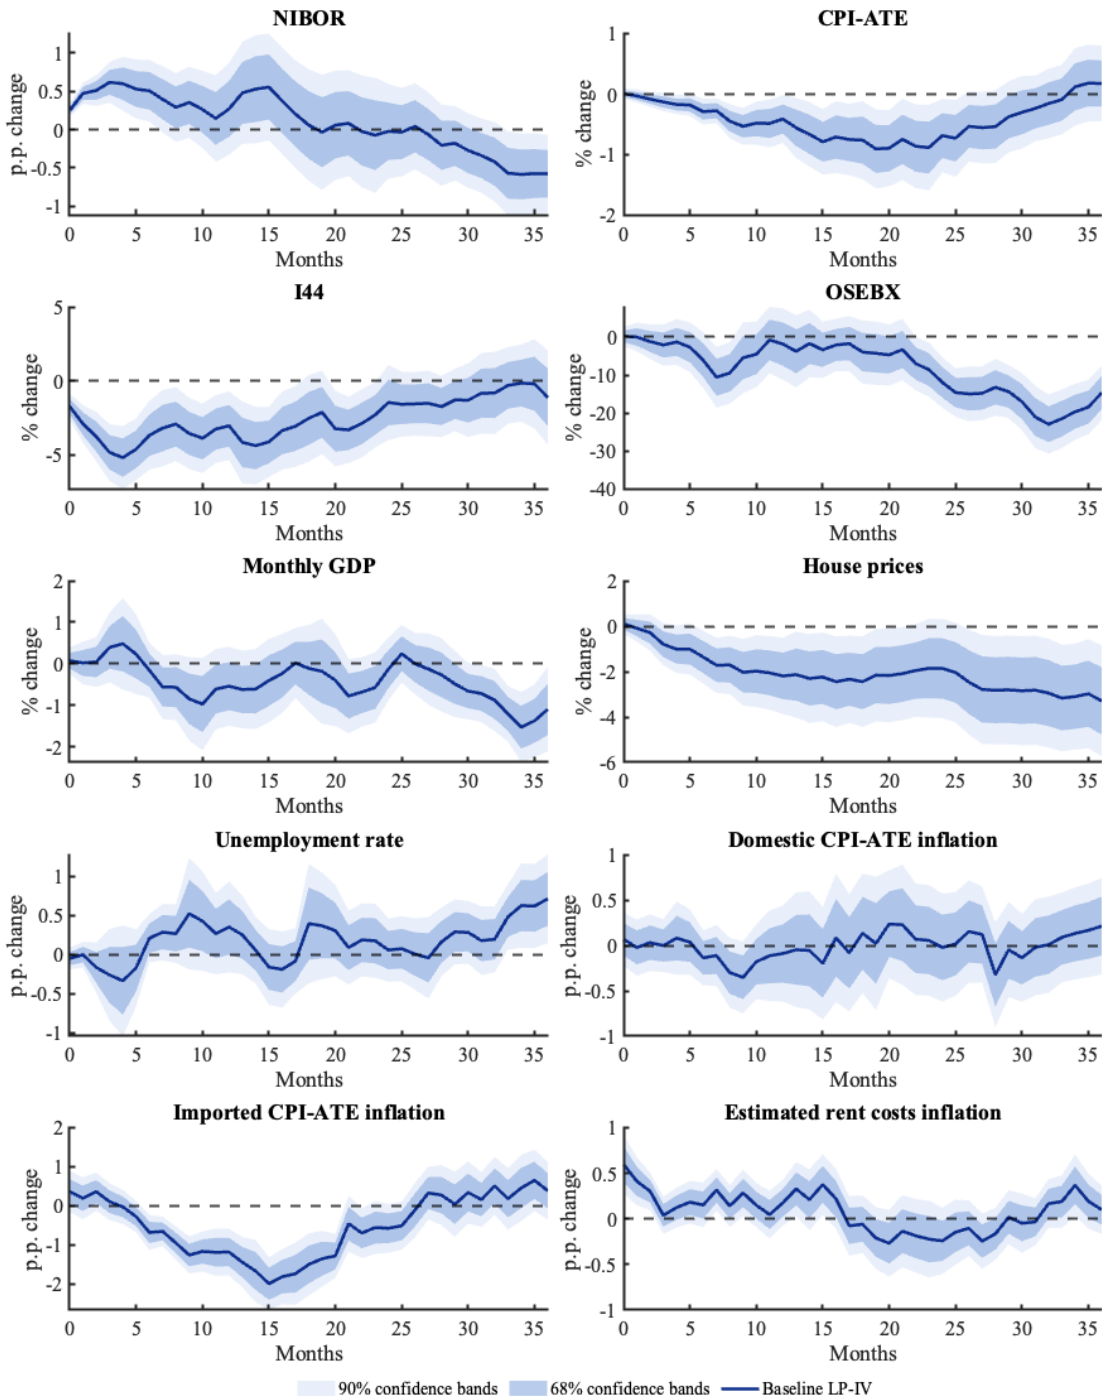 NIBOR
p.p. change
1
0.5
0
-0.5
-1
0 5 10 15 20 25 30 35
Months
CPI-ATE
% change
1
0
-1
-2
0 5 10 15 20 25 30 35
Months
I44
% change
5
0
-5
0 5 10 15 20 25 30 35
Months
OSEBX
% change
0
-10
-20
-30
-40
0 5 10 15 20 25 30 35
Months
Monthly GDP
% change
2
1
0
-1
-2
0 5 10 15 20 25 30 35
Months
House prices
% change
2
0
-2
-4
-6
0 5 10 15 20 25 30 35
Months
Unemployment rate
p.p. change
1
0.5
0
-0.5
-1
0 5 10 15 20 25 30 35
Months
Domestic CPI-ATE inflation
p.p. change
1
0.5
0
-0.5
-1
0 5 10 15 20 25 30 35
Months
Imported CPI-ATE inflation
p.p. change
2
1
0
-1
-2
0 5 10 15 20 25 30 35
Months
Estimated rent costs inflation
p.p. change
1
0.5
0
-0.5
-1
0 5 10 15 20 25 30 35
Months
90% confidence bands 68% confidence bands Baseline LP-IV